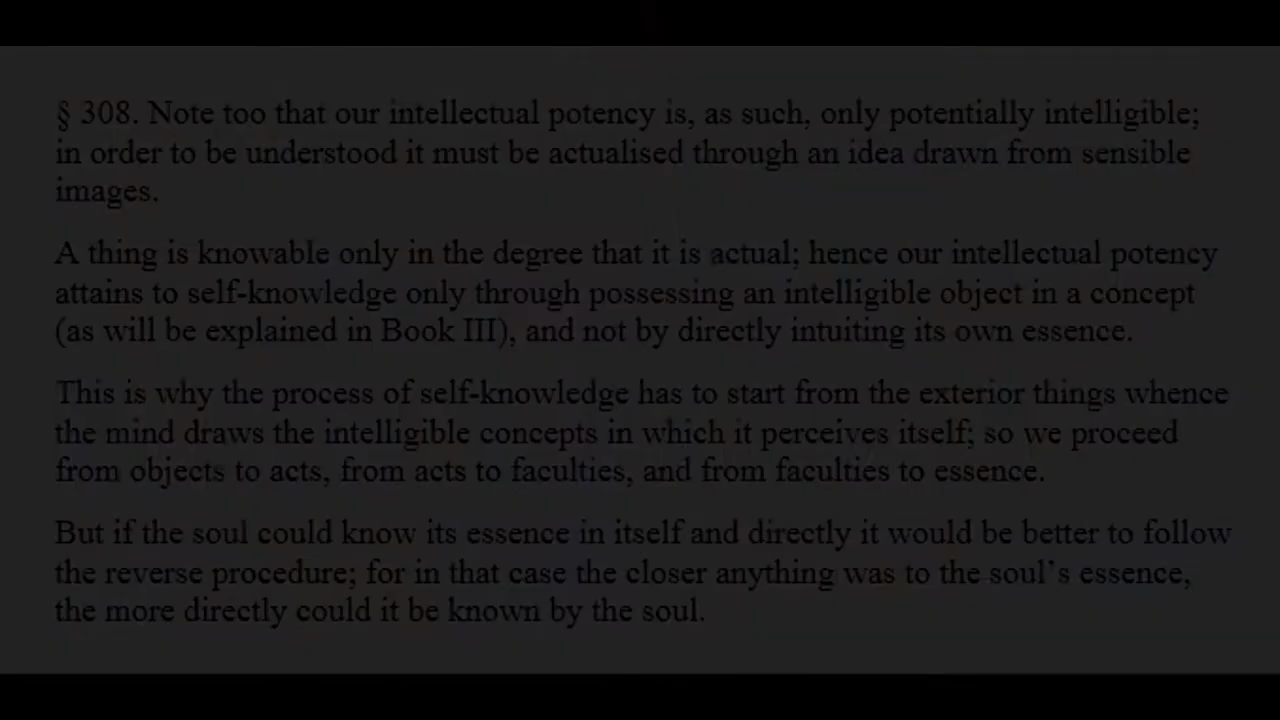 § 308. Note too that our intellectual potency is, as such, only potentially intelligible;
in order to be understood it must be actualised through an idea drawn from sensible
images.
A thing is knowable only in the degree that it is actual; hence our intellectual potency
attains to self-knowledge only through possessing an intelligible object in a concept
(as will be explained in Book III), and not by directly intuiting its own essence.
This is why the process of self-knowledge has to start from the exterior things whence
the mind draws the intelligible concepts in which it perceives itself; so we proceed
from objects to acts, from acts to faculties, and from faculties to essence.
But if the soul could know its essence in itself and directly it would be better to follow
the reverse procedure; for in that case the closer anything was to the soul's essence,
the more directly could it be known by the soul.